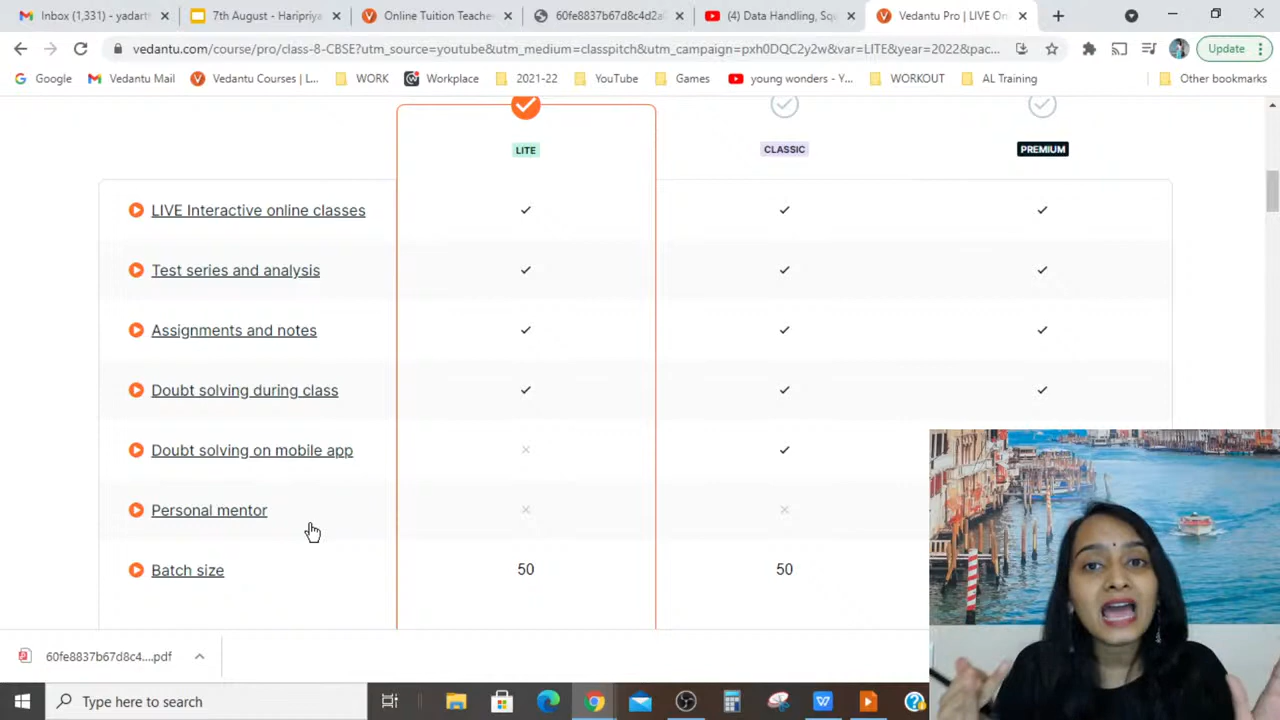 Inbox (1,331) - yadarth
7th August - Haripriya
Online Tuition Teache
60fe8837b67d8c4d2a
(4) Data Handling, Squ
Vedantu Pro | LIVE On
vedantu.com/course/pro/class-8-CBSE?utm_source=youtube&utm_medium=classpitch&utm_campaign=pxh0DQC2y2w&var=LITE&year=2022&pac...
Update
Google
Vedantu Mail
Vedantu Courses | L...
WORK
Workplace
2021-22
YouTube
Games
young wonders - Y...
WORKOUT
AL Training
Other bookmarks
LITE
CLASSIC
PREMIUM
LIVE Interactive online classes
Test series and analysis
Assignments and notes
Doubt solving during class
Doubt solving on mobile app
Personal mentor
Batch size 50 50
60fe8837b67d8c4....pdf
Type here to search